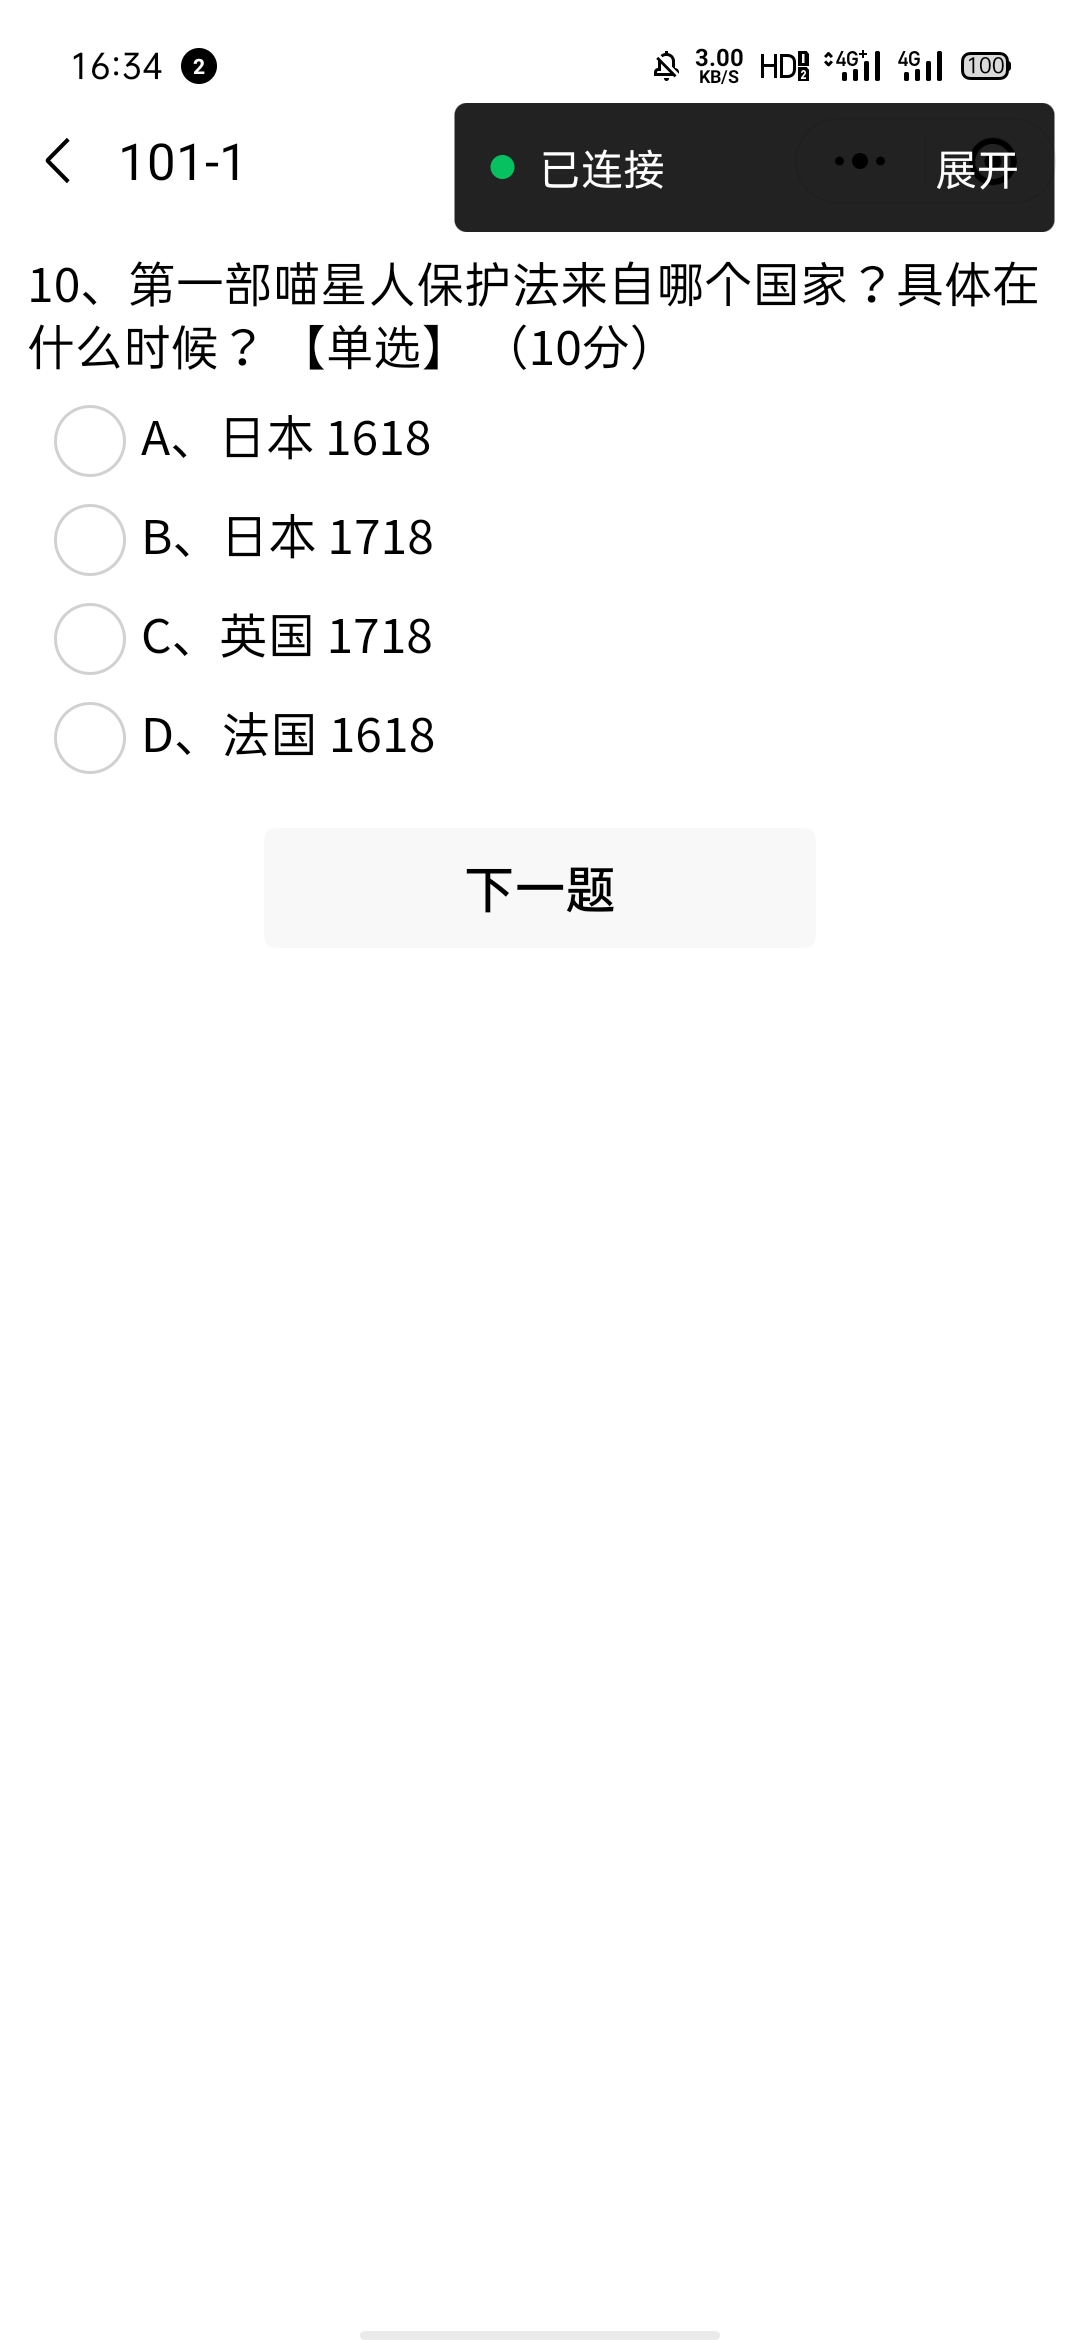 16:34 2 3.00 KB/S HD 1 2 4G+ 4G 100
101-1
已连接 展开
10、第一部喵星人保护法来自哪个国家？具体在
什么时候？ 【单选】 （10分）
A、日本 1618
B、日本 1718
C、英国 1718
D、法国 1618
下一题